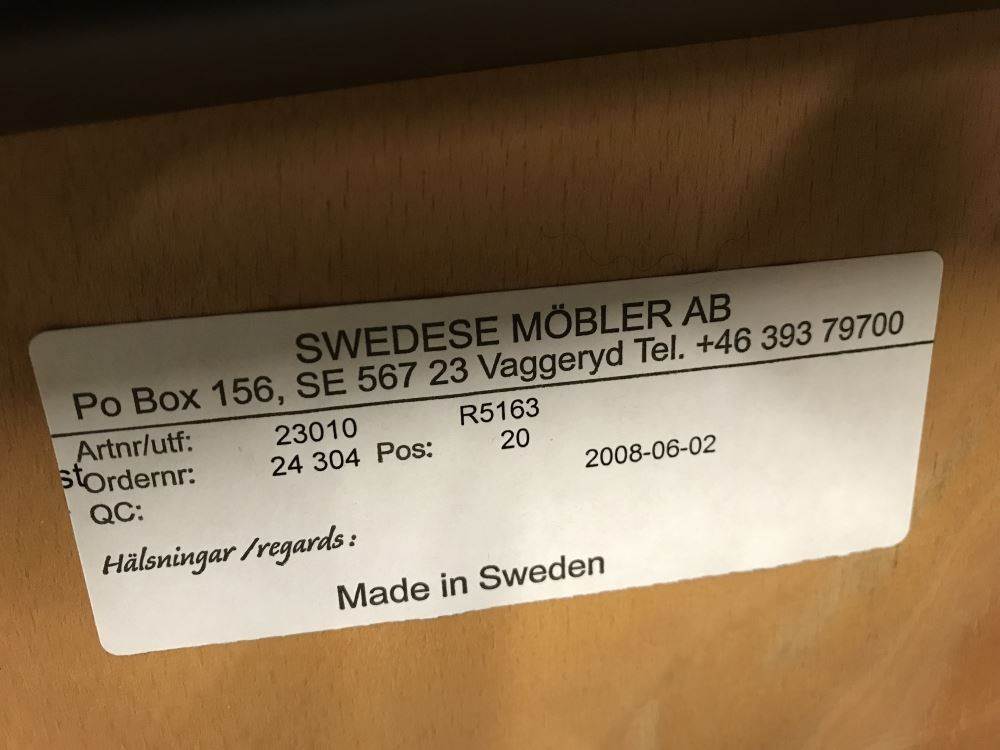 SWEDESE MÖBLER AB
Po Box 156, SE 567 23 Vaggeryd Tel. +46 393 79700
Artnr/utf: 23010 R5163
st Ordernr: 24 304 Pos: 20 2008-06-02
QC:
Hälsningar /regards:
Made in Sweden